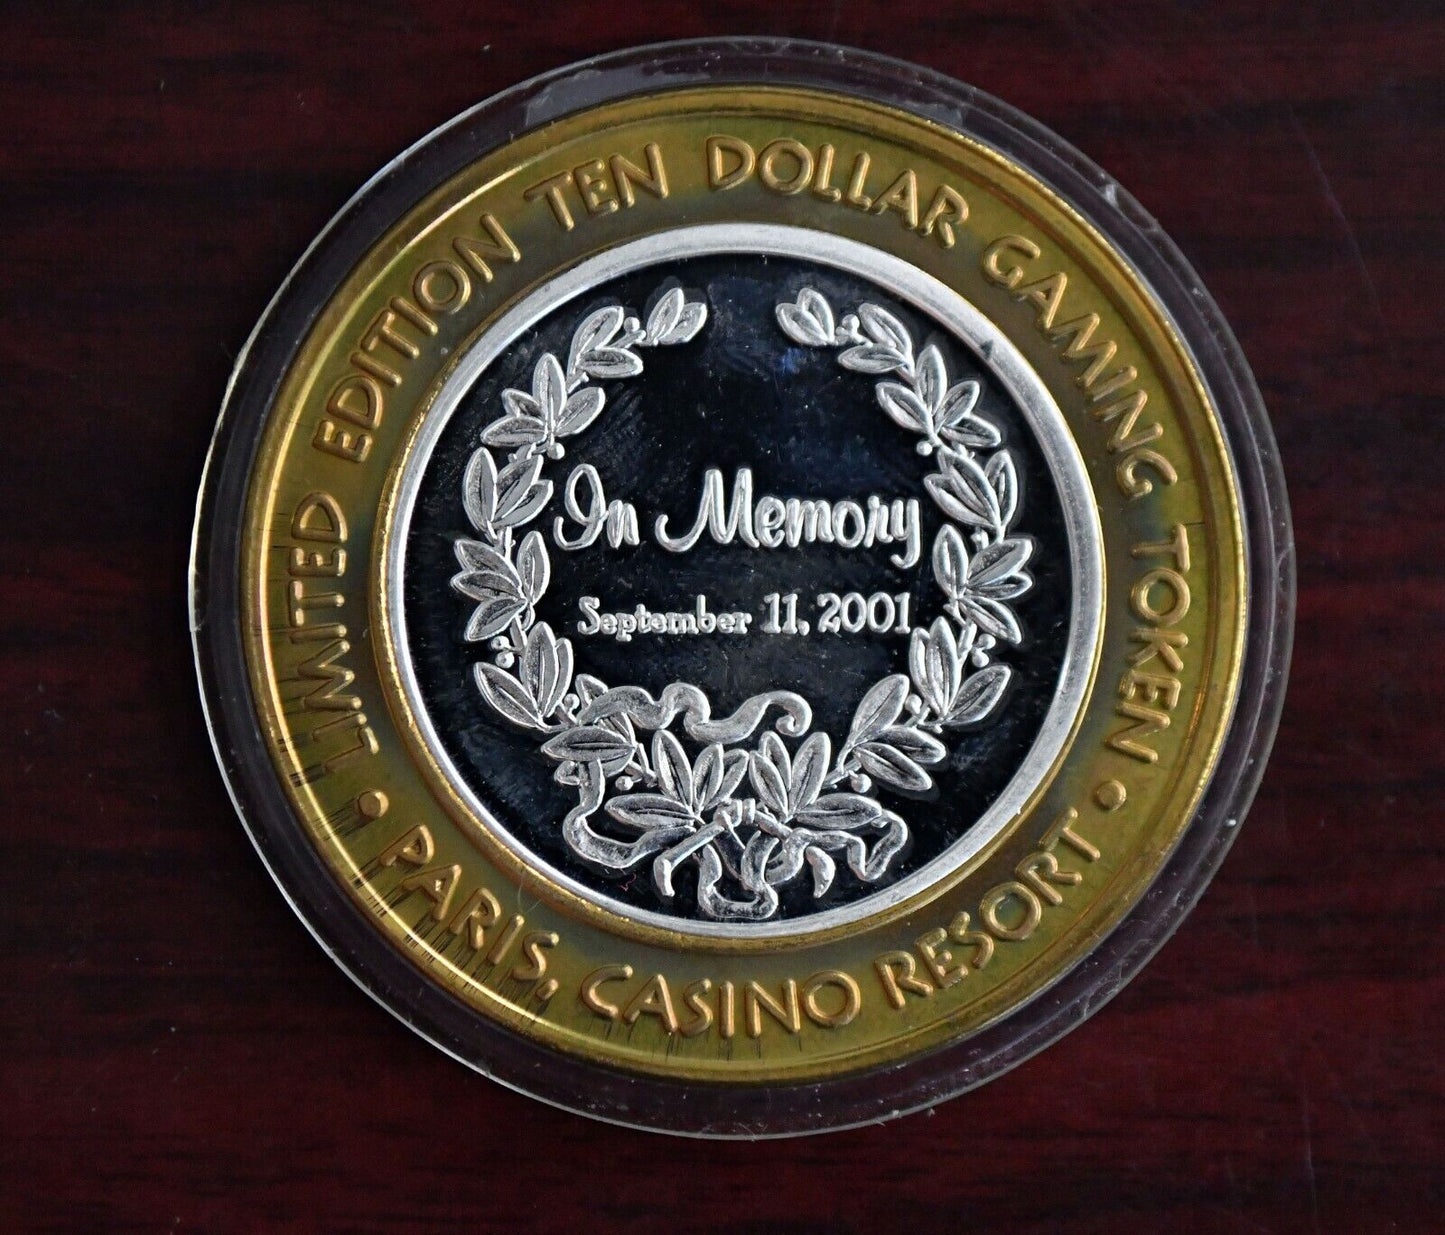 LIMITED EDITION TEN DOLLAR GAMING TOKEN
In Memory
September 11, 2001
• PARIS, CASINO RESORT •